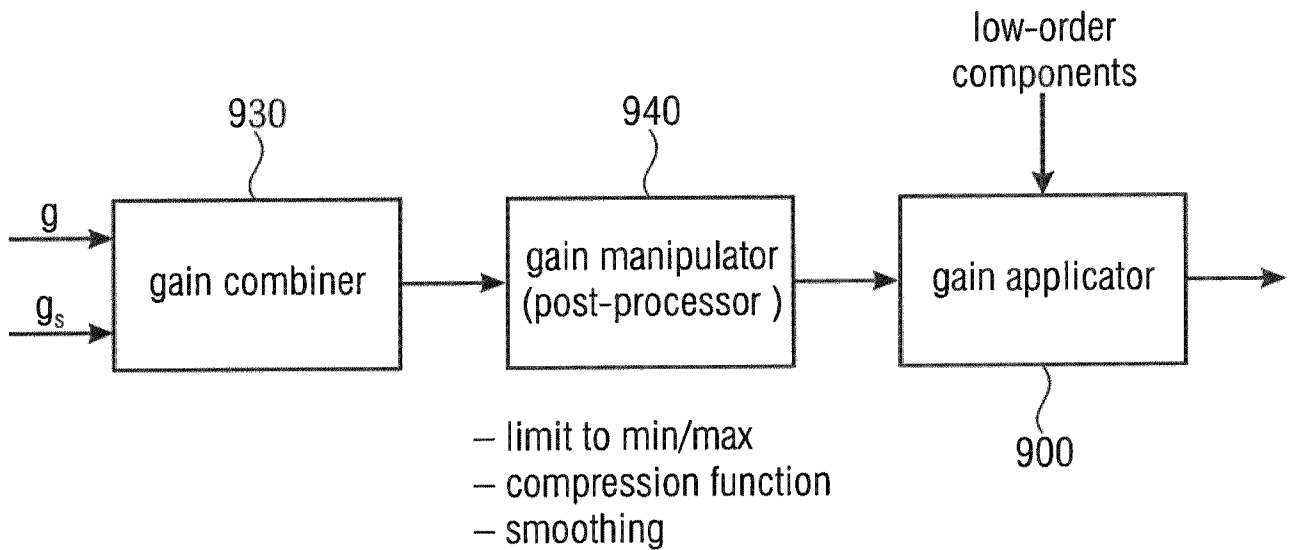 low-order
components
930
940
g
gain combiner
gs
gain manipulator
(post-processor )
gain applicator
– limit to min/max
– compression function
– smoothing
900